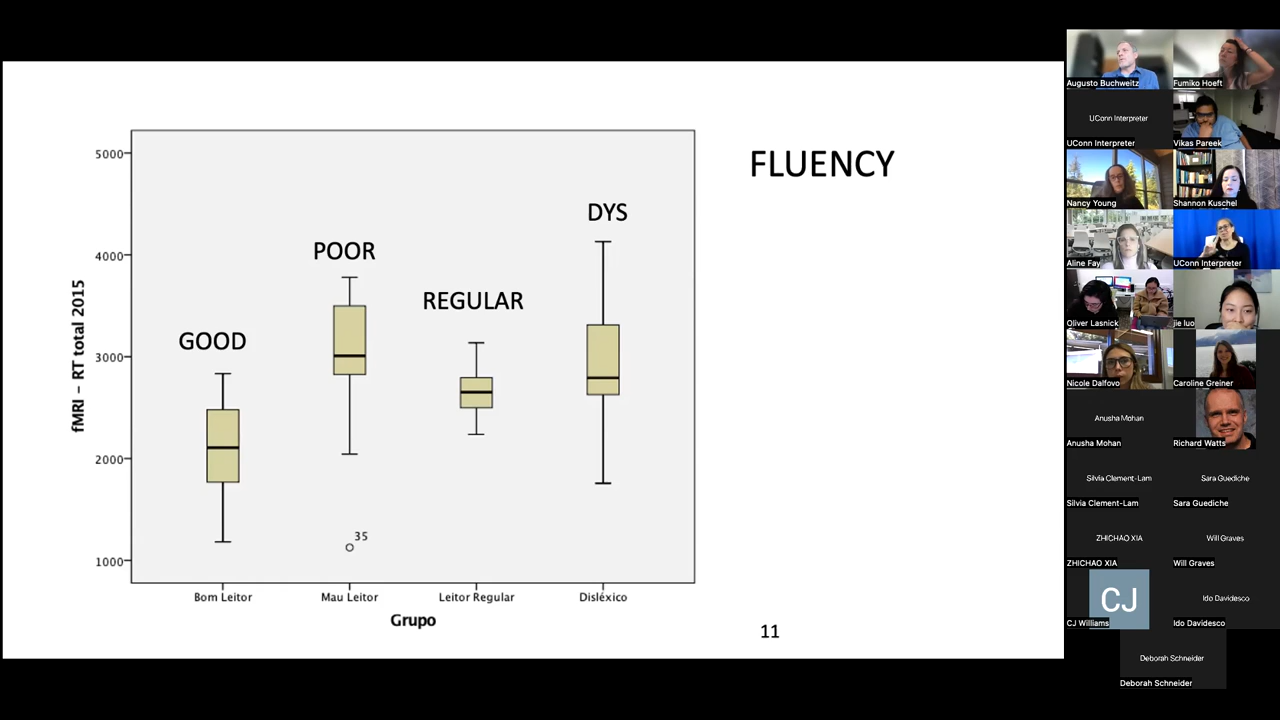 FLUENCY
DYS
POOR
REGULAR
GOOD
5000
4000
3000
2000
1000
fMRI – RT total 2015
35
Bom Leitor
Mau Leitor
Leitor Regular
Disléxico
Grupo
11
Augusto Buchweitz
Fumiko Hoeft
UConn Interpreter
UConn Interpreter
Vikas Pareek
Nancy Young
Shannon Kuschel
Aline Fay
UConn Interpreter
Oliver Lasnick
jie luo
Nicole Dalfovo
Caroline Greiner
Anusha Mohan
Anusha Mohan
Richard Watts
Silvia Clement-Lam
Sara Guediche
Silvia Clement-Lam
Sara Guediche
ZHICHAO XIA
Will Graves
ZHICHAO XIA
Will Graves
CJ
Ido Davidesco
CJ Williams
Ido Davidesco
Deborah Schneider
Deborah Schneider